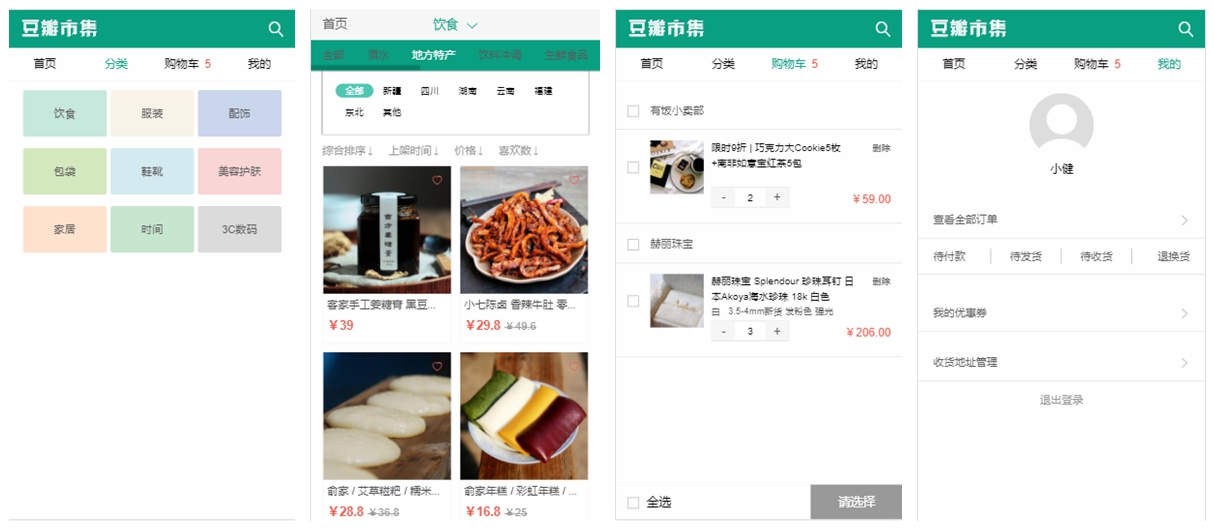 豆瓣市集
首页 分类 购物车 5 我的
饮食 服装 配饰
包袋 鞋靴 美容护肤
家居 时间 3C数码
首页 饮食
全部 酒水 地方特产 饮料冲调 生鲜食品
全部 新疆 四川 湖南 云南 福建
东北 其他
综合排序↓ 上架时间↓ 价格↓ 喜欢数↓
客家手工姜糖膏 黑豆...
¥39
小七陈卤 香辣牛肚 零...
¥29.8 ¥49.6
俞家 / 艾草糍粑 / 糯米...
¥28.8 ¥36.8
俞家年糕 / 彩虹年糕 / ...
¥16.8 ¥25
豆瓣市集
首页 分类 购物车 5 我的
有饭小卖部
限时9折 | 巧克力大Cookie5枚 删除
+南非如意宝红茶5包
- 2 + ¥59.00
赫丽珠宝
赫丽珠宝 Splendour 珍珠耳钉 日 删除
本Akoya海水珍珠 18k 白色
白 3.5-4mm新货 发粉色 强光
- 3 + ¥206.00
全选 请选择
豆瓣市集
首页 分类 购物车 5 我的
小健
查看全部订单
待付款 待发货 待收货 退换货
我的优惠券
收货地址管理
退出登录